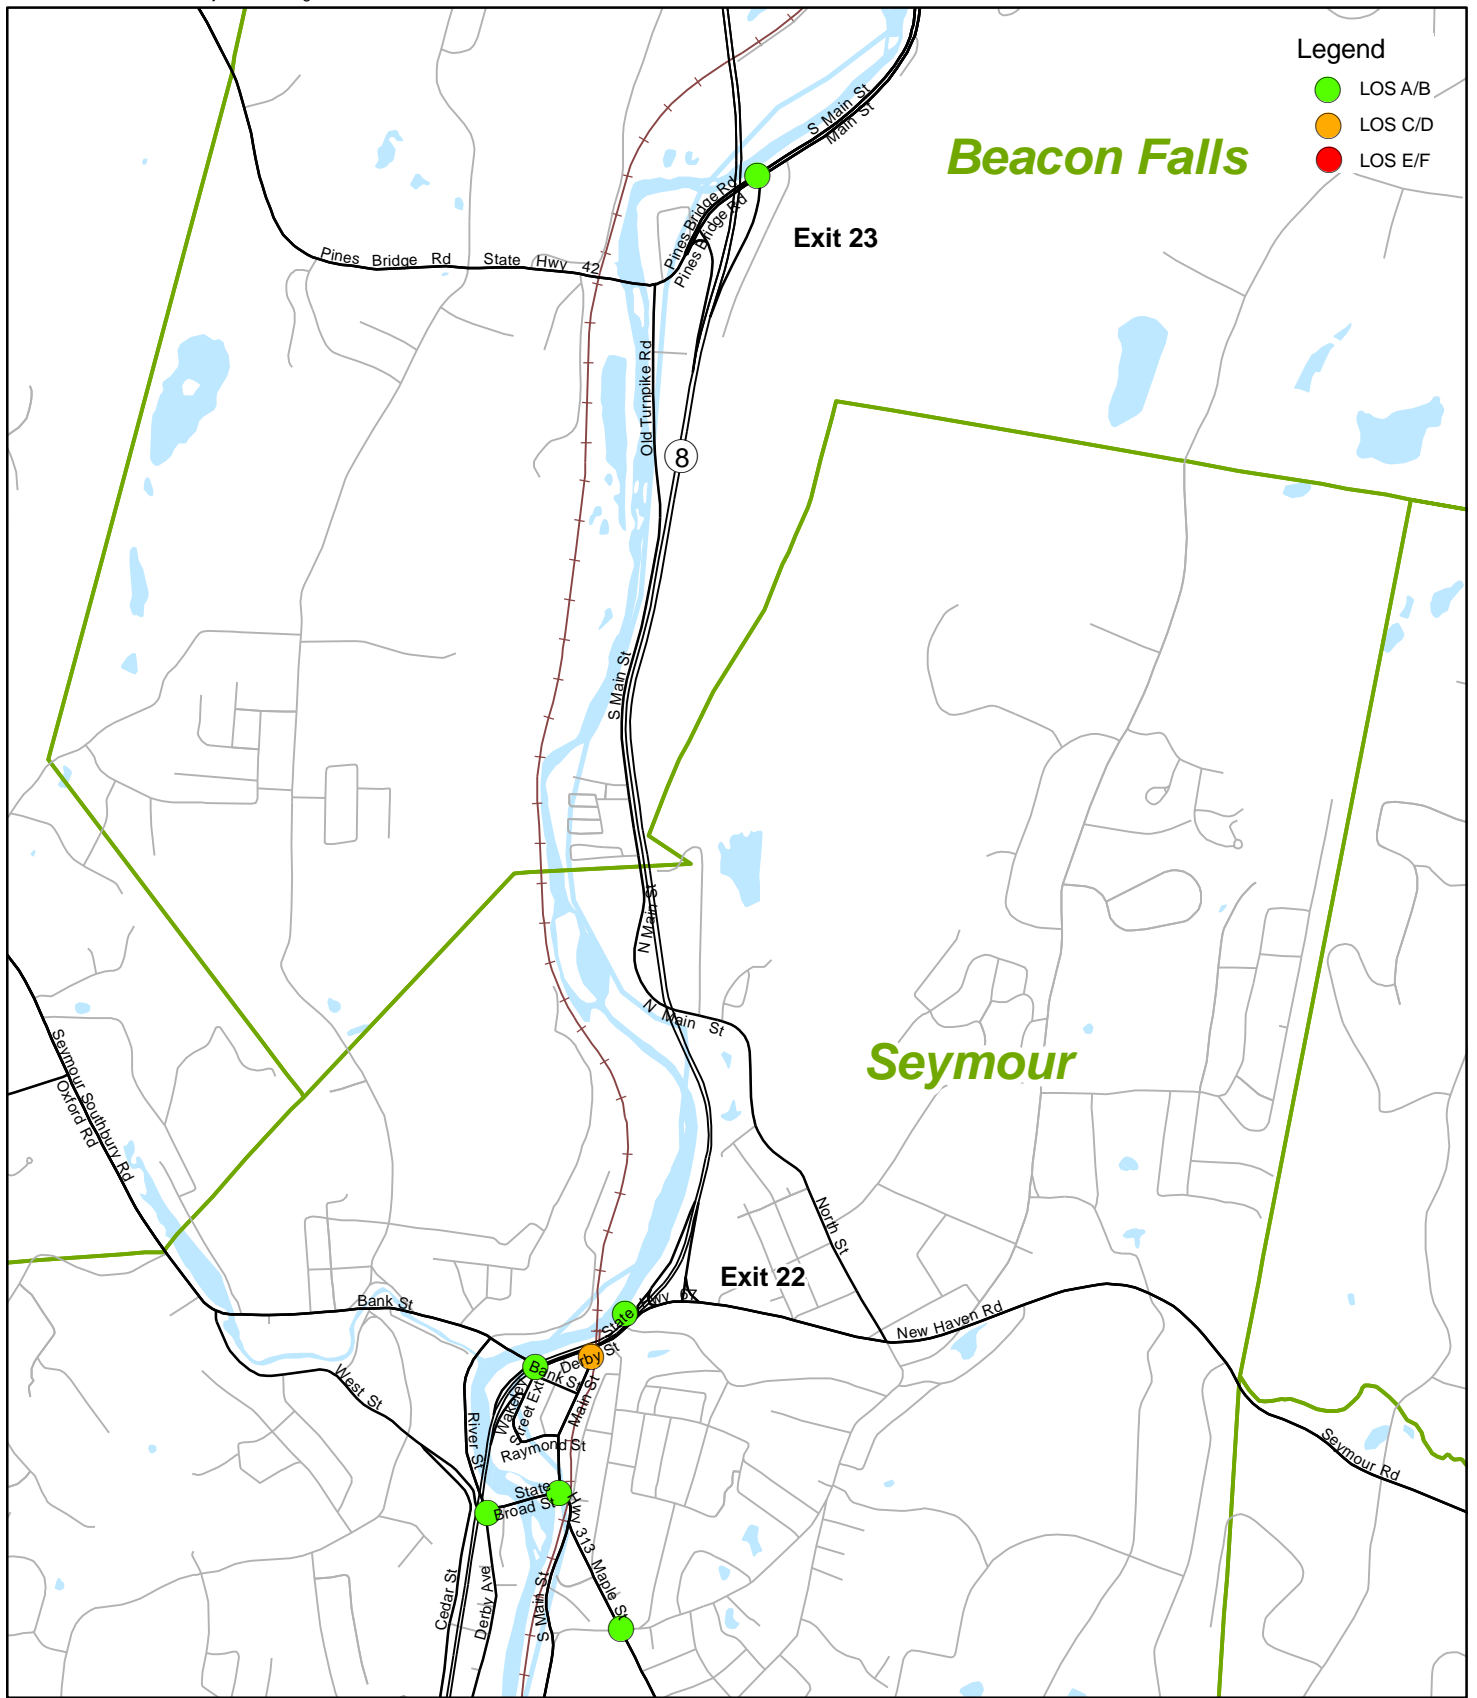 Legend
LOS A/B
LOS C/D
LOS E/F
S Main St
Main St
Beacon Falls
Pines Bridge Rd
Pines Bridge Rd
Exit 23
Pines Bridge Rd State Hwy 42
Old Turnpike Rd
8
S Main St
N Main St
N Main St
Seymour
Seymour Southbury Rd
Oxford Rd
North St
Exit 22
Bank St
State Hwy 67
New Haven Rd
Derby St
Bank St
West St
Wakeley
Street Ext
Main St
River St
Raymond St
Seymour Rd
State Hwy 313 Maple St
Broad St
Cedar St
Derby Ave
S Main St